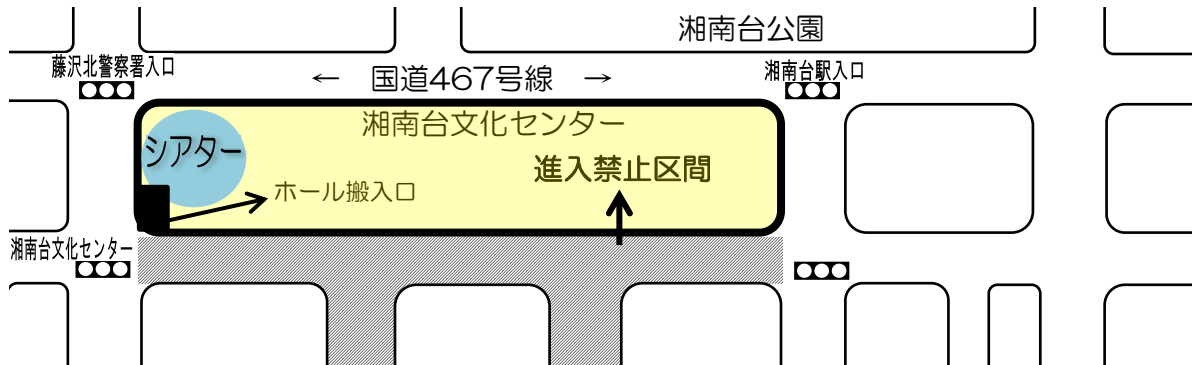 湘南台公園
藤沢北警察署入口
← 国道467号線 →
湘南台駅入口
湘南台文化センター
シアター
進入禁止区間
ホール搬入口
湘南台文化センター